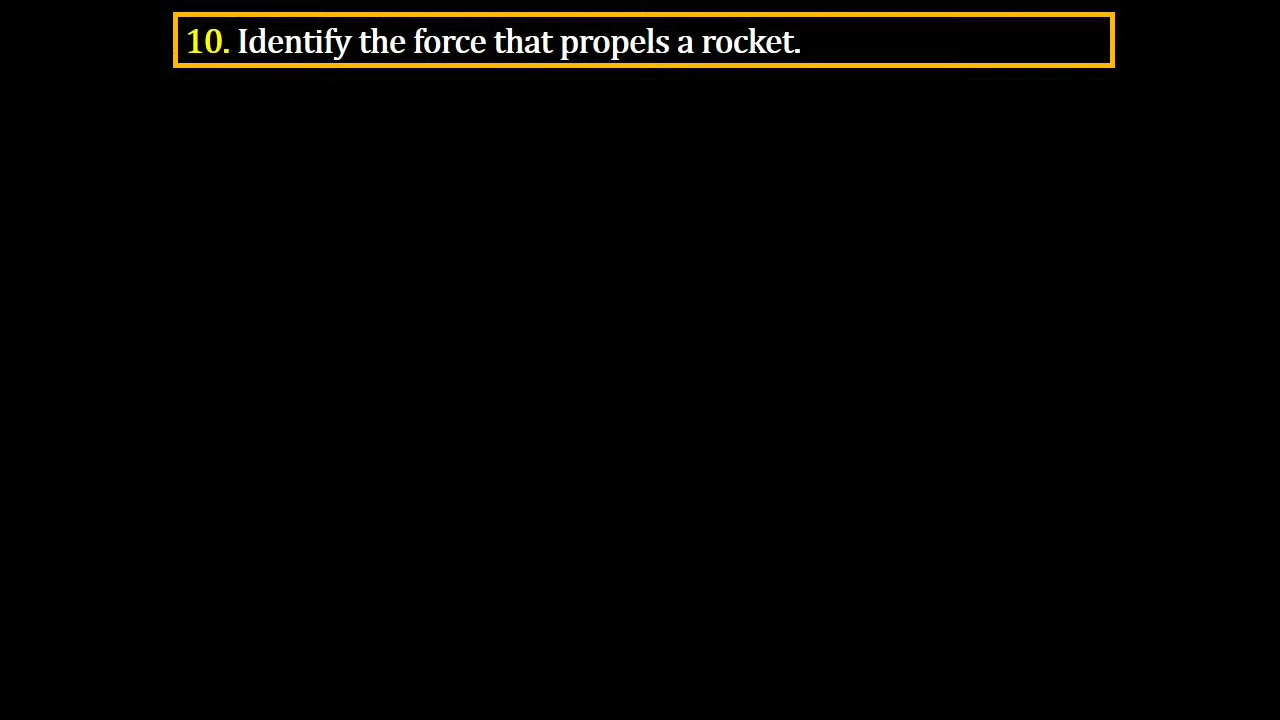 10. Identify the force that propels a rocket.